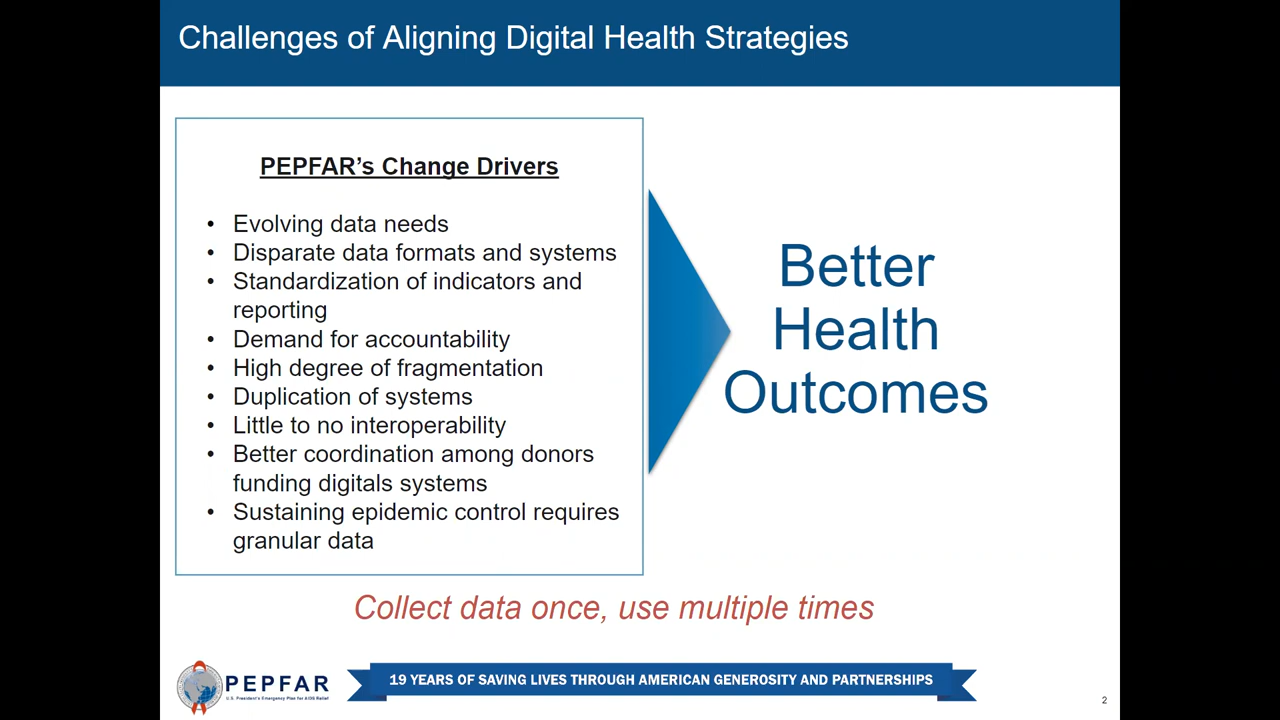 Challenges of Aligning Digital Health Strategies
PEPFAR’s Change Drivers
• Evolving data needs
• Disparate data formats and systems
• Standardization of indicators and
reporting
• Demand for accountability
• High degree of fragmentation
• Duplication of systems
• Little to no interoperability
• Better coordination among donors
funding digitals systems
• Sustaining epidemic control requires
granular data
Better
Health
Outcomes
Collect data once, use multiple times
PEPFAR
U.S. President's Emergency Plan for AIDS Relief
19 YEARS OF SAVING LIVES THROUGH AMERICAN GENEROSITY AND PARTNERSHIPS
2